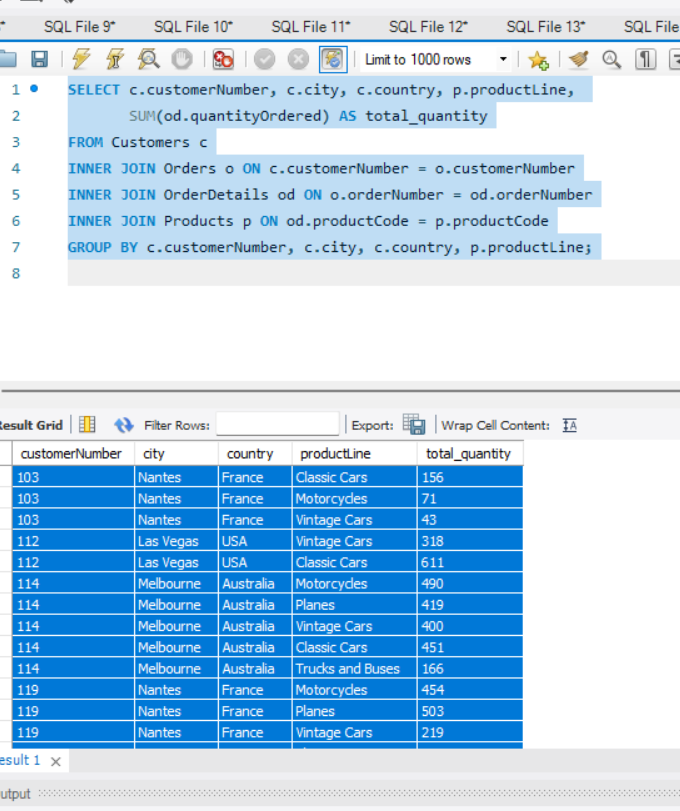 SQL File 9* SQL File 10* SQL File 11* SQL File 12* SQL File 13* SQL File
Limit to 1000 rows
1 SELECT c.customerNumber, c.city, c.country, p.productLine,
2 SUM(od.quantityOrdered) AS total_quantity
3 FROM Customers c
4 INNER JOIN Orders o ON c.customerNumber = o.customerNumber
5 INNER JOIN OrderDetails od ON o.orderNumber = od.orderNumber
6 INNER JOIN Products p ON od.productCode = p.productCode
7 GROUP BY c.customerNumber, c.city, c.country, p.productLine;
8
Result Grid Filter Rows: Export: Wrap Cell Content: IA
customerNumber city country productLine total_quantity
103 Nantes France Classic Cars 156
103 Nantes France Motorcycles 71
103 Nantes France Vintage Cars 43
112 Las Vegas USA Vintage Cars 318
112 Las Vegas USA Classic Cars 611
114 Melbourne Australia Motorcycles 490
114 Melbourne Australia Planes 419
114 Melbourne Australia Vintage Cars 400
114 Melbourne Australia Classic Cars 451
114 Melbourne Australia Trucks and Buses 166
119 Nantes France Motorcycles 454
119 Nantes France Planes 503
119 Nantes France Vintage Cars 219
esult 1
utput